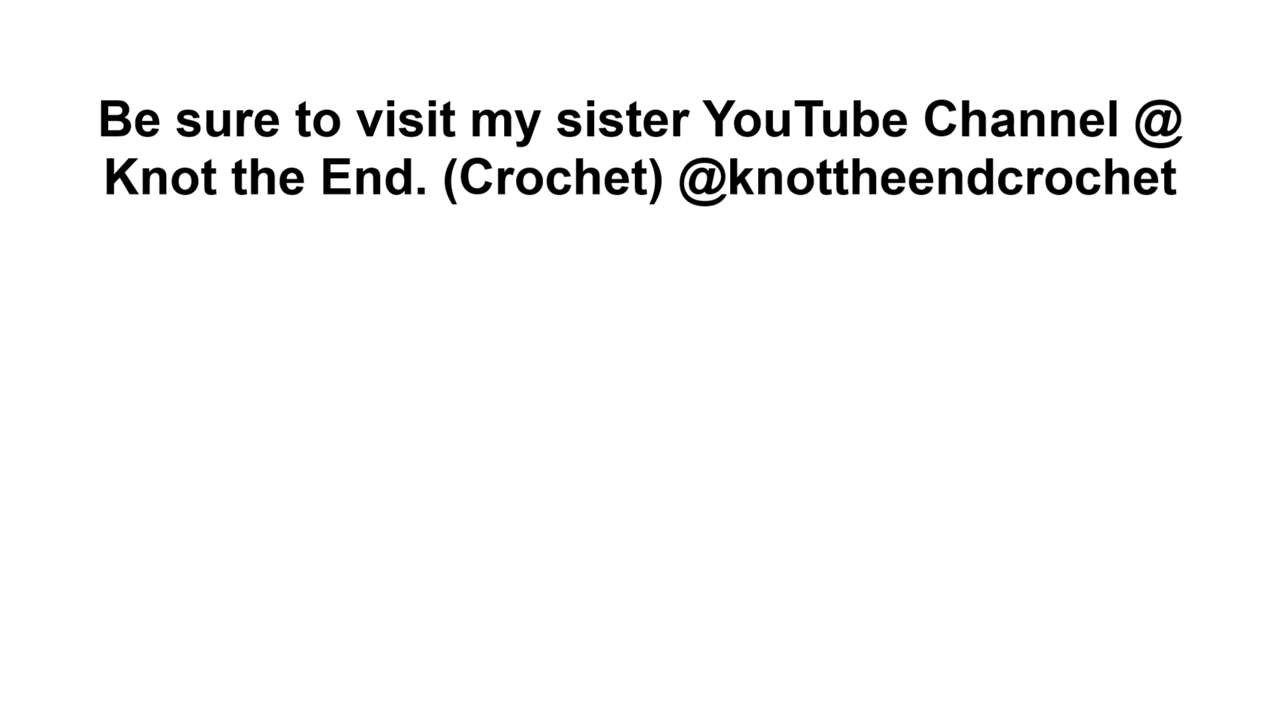 Be sure to visit my sister YouTube Channel @
Knot the End. (Crochet) @knottheendcrochet